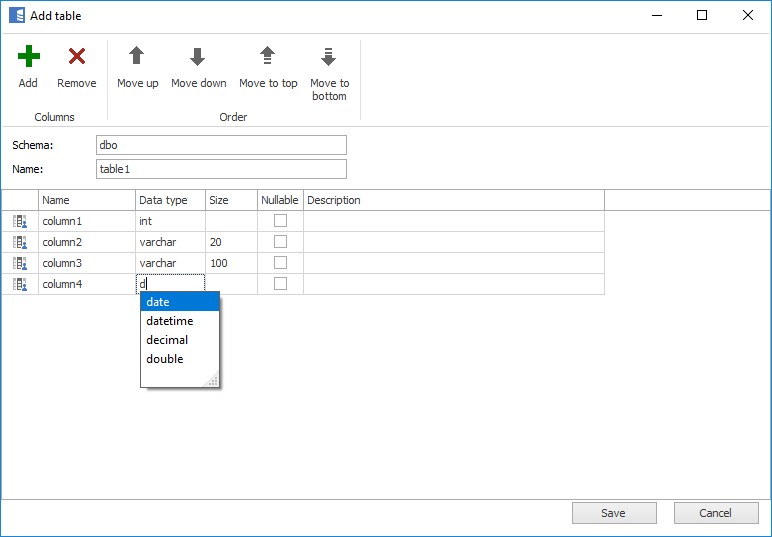 Add table
Add
Remove
Move up
Move down
Move to top
Move to
bottom
Columns
Order
Schema:
dbo
Name:
table1
Name Data type Size Nullable Description
column1 int
column2 varchar 20
column3 varchar 100
column4 d
date
datetime
decimal
double
Save
Cancel